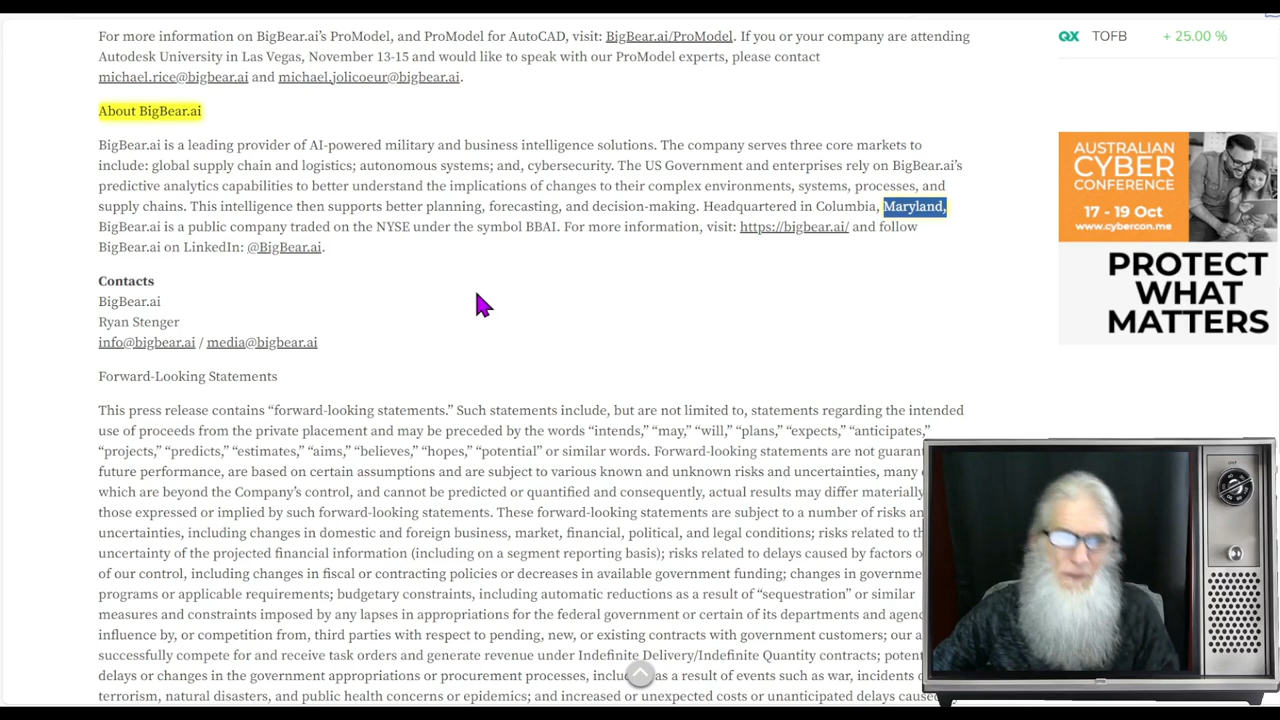 For more information on BigBear.ai’s ProModel, and ProModel for AutoCAD, visit: BigBear.ai/ProModel. If you or your company are attending
Autodesk University in Las Vegas, November 13-15 and would like to speak with our ProModel experts, please contact
michael.rice@bigbear.ai and michael.jolicoeur@bigbear.ai.
About BigBear.ai
BigBear.ai is a leading provider of AI-powered military and business intelligence solutions. The company serves three core markets to
include: global supply chain and logistics; autonomous systems; and, cybersecurity. The US Government and enterprises rely on BigBear.ai’s
predictive analytics capabilities to better understand the implications of changes to their complex environments, systems, processes, and
supply chains. This intelligence then supports better planning, forecasting, and decision-making. Headquartered in Columbia, Maryland,
BigBear.ai is a public company traded on the NYSE under the symbol BBAI. For more information, visit: https://bigbear.ai/ and follow
BigBear.ai on LinkedIn: @BigBear.ai.
Contacts
BigBear.ai
Ryan Stenger
info@bigbear.ai / media@bigbear.ai
Forward-Looking Statements
This press release contains “forward-looking statements.” Such statements include, but are not limited to, statements regarding the intended
use of proceeds from the private placement and may be preceded by the words “intends,” “may,” “will,” “plans,” “expects,” “anticipates,”
“projects,” “predicts,” “estimates,” “aims,” “believes,” “hopes,” “potential” or similar words. Forward-looking statements are not guaran
future performance, are based on certain assumptions and are subject to various known and unknown risks and uncertainties, many
which are beyond the Company’s control, and cannot be predicted or quantified and consequently, actual results may differ materially
those expressed or implied by such forward-looking statements. These forward-looking statements are subject to a number of risks an
uncertainties, including changes in domestic and foreign business, market, financial, political, and legal conditions; risks related to th
uncertainty of the projected financial information (including on a segment reporting basis); risks related to delays caused by factors
of our control, including changes in fiscal or contracting policies or decreases in available government funding; changes in governme
programs or applicable requirements; budgetary constraints, including automatic reductions as a result of “sequestration” or similar
measures and constraints imposed by any lapses in appropriations for the federal government or certain of its departments and agenc
influence by, or competition from, third parties with respect to pending, new, or existing contracts with government customers; our a
successfully compete for and receive task orders and generate revenue under Indefinite Delivery/Indefinite Quantity contracts; poten
delays or changes in the government appropriations or procurement processes, inclu as a result of events such as war, incidents
terrorism, natural disasters, and public health concerns or epidemics; and increased or unexpected costs or unanticipated delays cause
QX TOFB + 25.00 %
AUSTRALIAN
CYBER
CONFERENCE
17 - 19 Oct
www.cybercon.me
PROTECT
WHAT
MATTERS